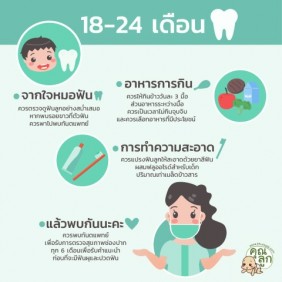 18-24 เดือน
จากใจหมอฟัน
ควรตรวจดูฟันลูกอย่างสม่ำเสมอ
หากพบรอยขาวที่ตัวฟัน
ควรพาไปพบทันตแพทย์
อาหารการกิน
ควรให้กินข้าววันละ 3 มื้อ
ส่วนอาหารระหว่างมื้อ
ควรเป็นเวลาไม่กินจุบจิบ
และควรเลือกอาหารที่มีประโยชน์
การทำความสะอาด
ควรแปรงฟันลูกให้สะอาดด้วยยาสีฟัน
ผสมฟลูออไรด์สำหรับเด็ก
ปริมาณเท่าเมล็ดข้าวสาร
แล้วพบกันนะคะ
ควรพบทันตแพทย์
เพื่อรับการตรวจสุขภาพช่องปาก
ทุก 6 เดือนเพื่อรับคำแนะนำ
ก่อนที่จะมีฟันผุและปวดฟัน
คุณลูก